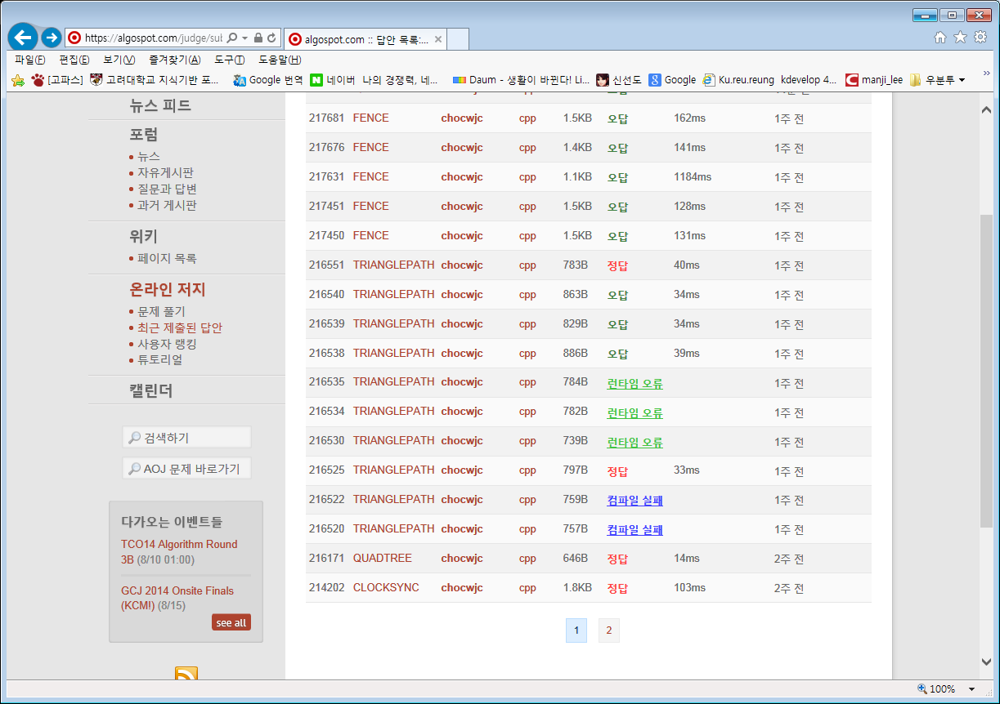 https://algospot.com/judge/sub
algospot.com :: 답안 목록:...
파일(F) 편집(E) 보기(V) 즐겨찾기(A) 도구(T) 도움말(H)
[고파스] 고려대학교 지식기반 포... Google 번역 네이버 나의 경쟁력, 네... Daum - 생활이 바뀐다! Li... 신선도 Google Ku.reu.reung kdevelop 4... manji_lee 우분투
뉴스 피드
포럼
뉴스
자유게시판
질문과 답변
과거 게시판
위키
페이지 목록
온라인 저지
문제 풀기
최근 제출된 답안
사용자 랭킹
튜토리얼
캘린더
검색하기
AOJ 문제 바로가기
다가오는 이벤트들
TCO14 Algorithm Round
3B (8/10 01:00)
GCJ 2014 Onsite Finals
(KCM!) (8/15)
see all
217681 FENCE chocwjc cpp 1.5KB 오답 162ms 1주 전
217676 FENCE chocwjc cpp 1.4KB 오답 141ms 1주 전
217631 FENCE chocwjc cpp 1.1KB 오답 1184ms 1주 전
217451 FENCE chocwjc cpp 1.5KB 오답 128ms 1주 전
217450 FENCE chocwjc cpp 1.5KB 오답 131ms 1주 전
216551 TRIANGLEPATH chocwjc cpp 783B 정답 40ms 1주 전
216540 TRIANGLEPATH chocwjc cpp 863B 오답 34ms 1주 전
216539 TRIANGLEPATH chocwjc cpp 829B 오답 34ms 1주 전
216538 TRIANGLEPATH chocwjc cpp 886B 오답 39ms 1주 전
216535 TRIANGLEPATH chocwjc cpp 784B 런타임 오류 1주 전
216534 TRIANGLEPATH chocwjc cpp 782B 런타임 오류 1주 전
216530 TRIANGLEPATH chocwjc cpp 739B 런타임 오류 1주 전
216525 TRIANGLEPATH chocwjc cpp 797B 정답 33ms 1주 전
216522 TRIANGLEPATH chocwjc cpp 759B 컴파일 실패 1주 전
216520 TRIANGLEPATH chocwjc cpp 757B 컴파일 실패 1주 전
216171 QUADTREE chocwjc cpp 646B 정답 14ms 2주 전
214202 CLOCKSYNC chocwjc cpp 1.8KB 정답 103ms 2주 전
1 2
100%